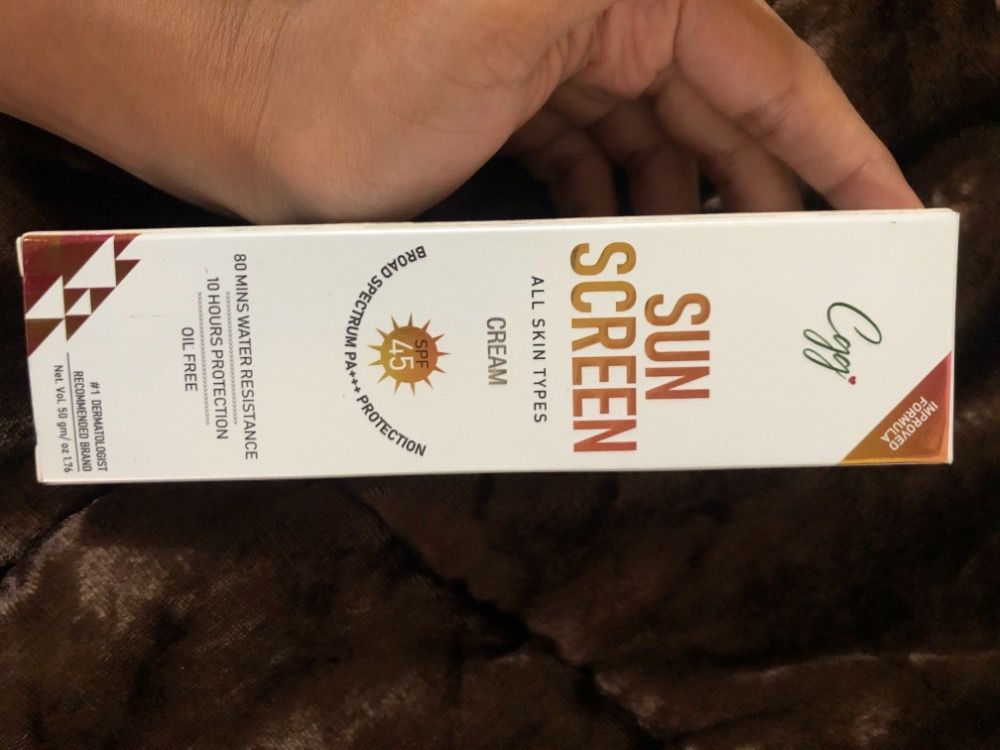 Cggi
IMPROVED
FORMULA
SUN
SCREEN
ALL SKIN TYPES
CREAM
BROAD SPECTRUM PA+++ PROTECTION
SPF
45
80 MINS WATER RESISTANCE
10 HOURS PROTECTION
OIL FREE
#1 DERMATOLOGIST
RECOMMENDED BRAND
Net. Vol. 50 gm/ oz 1.76